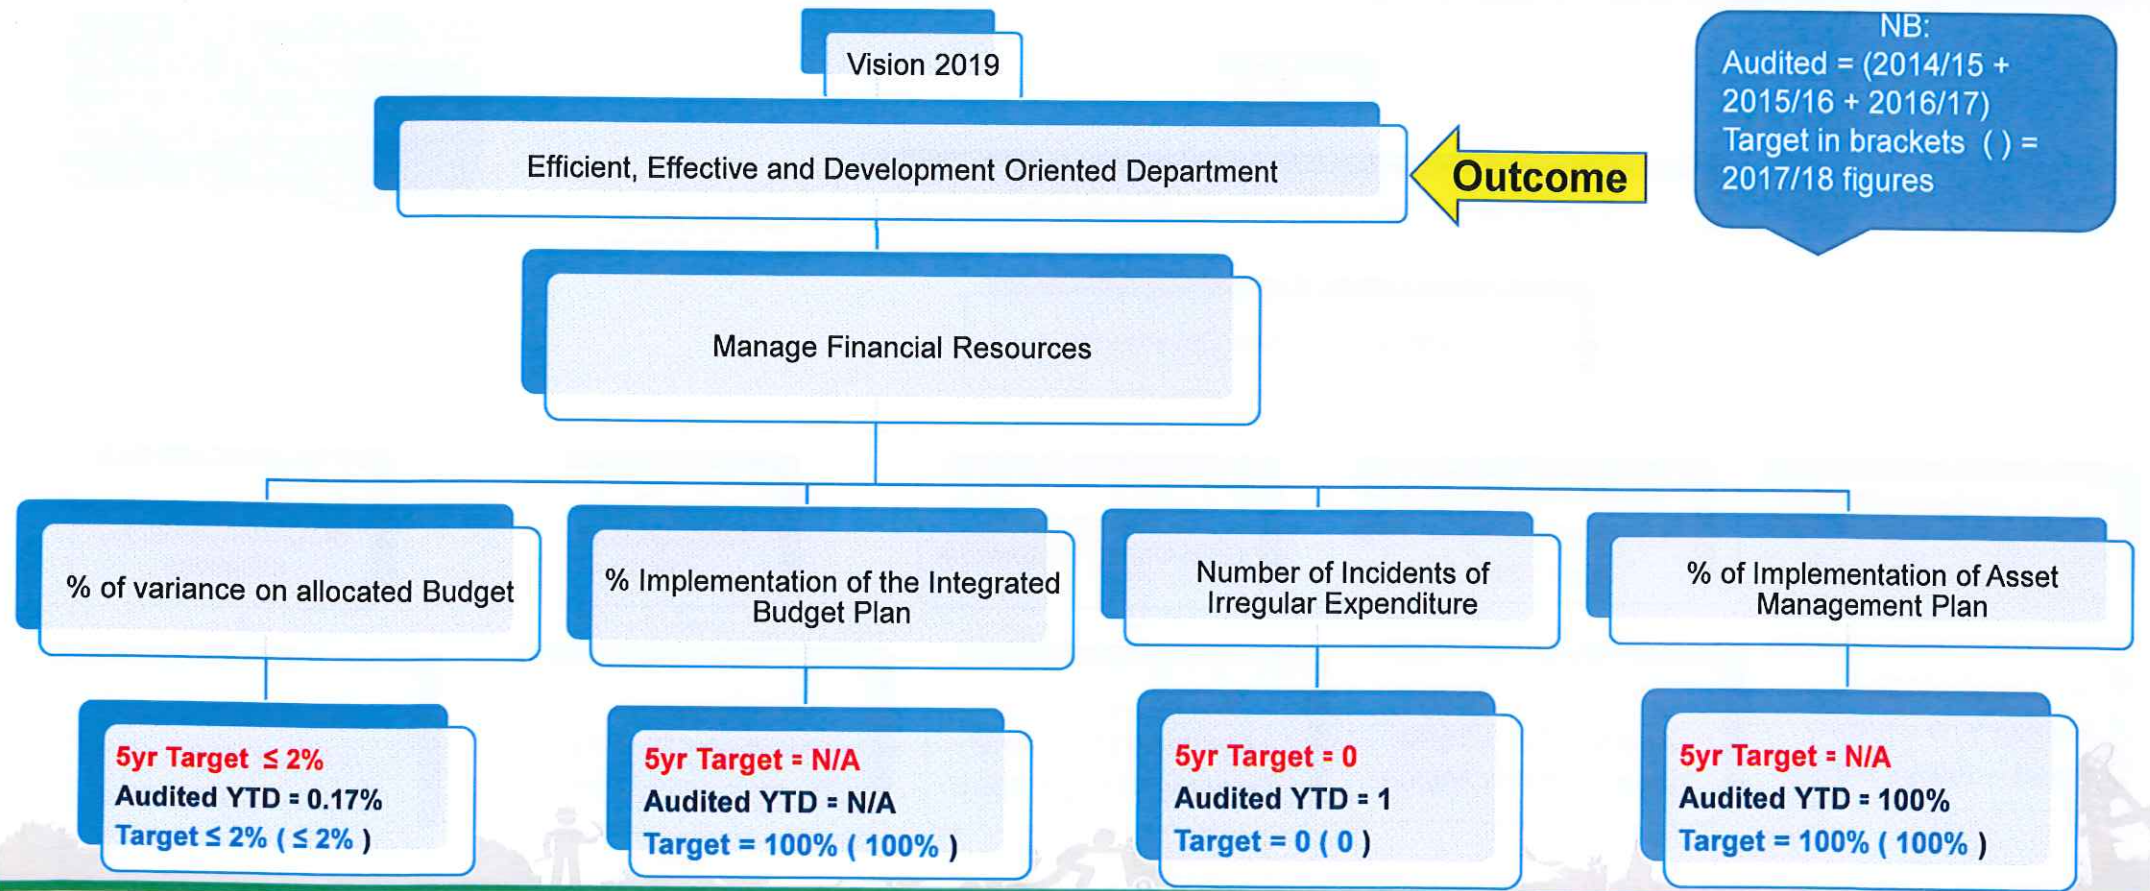 Vision 2019
NB:
Audited = (2014/15 +
2015/16 + 2016/17)
Target in brackets ( ) =
2017/18 figures
Efficient, Effective and Development Oriented Department
Outcome
Manage Financial Resources
% of variance on allocated Budget
% Implementation of the Integrated
Budget Plan
Number of Incidents of
Irregular Expenditure
% of Implementation of Asset
Management Plan
5yr Target ≤ 2%
Audited YTD = 0.17%
Target ≤ 2% ( ≤ 2% )
5yr Target = N/A
Audited YTD = N/A
Target = 100% ( 100% )
5yr Target = 0
Audited YTD = 1
Target = 0 ( 0 )
5yr Target = N/A
Audited YTD = 100%
Target = 100% ( 100% )